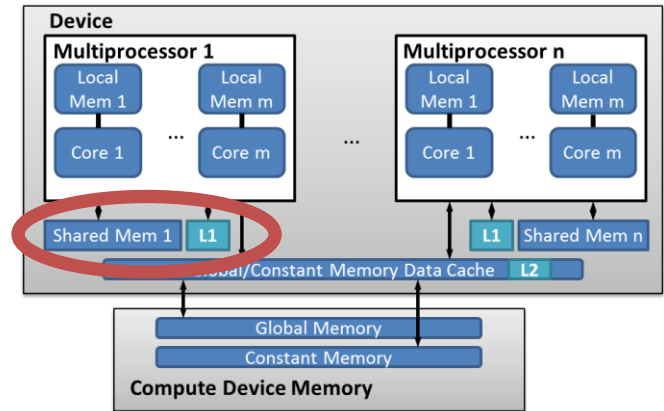 Device
Multiprocessor 1
Multiprocessor n
Local Mem 1
Local Mem m
Local Mem 1
Local Mem m
...
...
...
Core 1
Core m
Core 1
Core m
Shared Mem 1
L1
L1
Shared Mem n
Global/Constant Memory Data Cache
L2
Global Memory
Constant Memory
Compute Device Memory